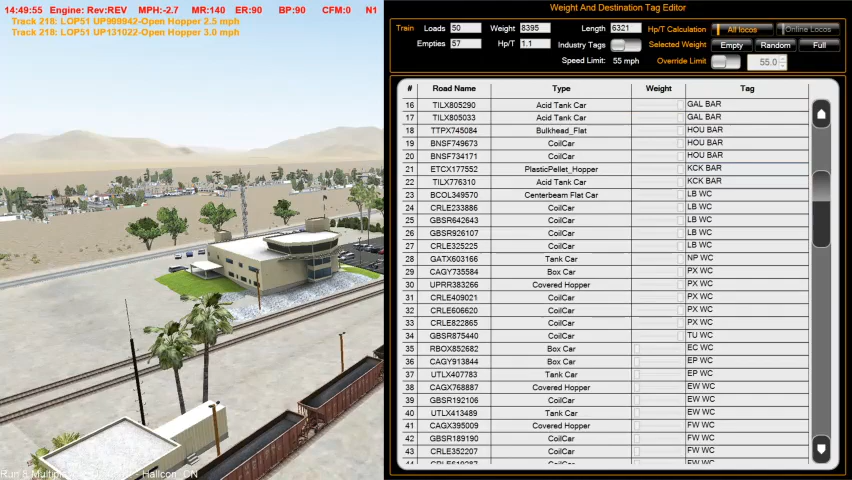 14:49:55 Engine: Rev:REV MPH:-2.7 MR:140 ER:90 BP:90 CFM:0 N1
Track 218: LOP51 UP999942-Open Hopper 2.5 mph
Track 218: LOP51 UP131022-Open Hopper 3.0 mph
Weight And Destination Tag Editor
Train Loads 50 Weight 8395 Length 6321 Hp/T Calculation All locos Online Locos
Empties 57 Hp/T 1.1 Industry Tags Selected Weight Empty Random Full
Speed Limit: 55 mph Override Limit 55.0
# Road Name Type Weight Tag
16 TILX805290 Acid Tank Car GAL BAR
17 TILX805033 Acid Tank Car GAL BAR
18 TTPX745084 Bulkhead_Flat HOU BAR
19 BNSF749673 CoilCar HOU BAR
20 BNSF734171 CoilCar HOU BAR
21 ETCX177552 PlasticPellet_Hopper KCK BAR
22 TILX776310 Acid Tank Car KCK BAR
23 BCOL349570 Centerbeam Flat Car LB WC
24 CRLE233886 CoilCar LB WC
25 GBSR642643 CoilCar LB WC
26 GBSR926107 CoilCar LB WC
27 CRLE325225 CoilCar LB WC
28 GATX603166 Tank Car NP WC
29 CAGY735584 Box Car PX WC
30 UPRR383266 Covered Hopper PX WC
31 CRLE409021 CoilCar PX WC
32 CRLE606620 CoilCar PX WC
33 CRLE822865 CoilCar PX WC
34 GBSR875440 CoilCar TU WC
35 RBOX852682 Box Car EC WC
36 CAGY913844 Box Car EP WC
37 UTLX407783 Tank Car EP WC
38 CAGX768887 Covered Hopper EW WC
39 GBSR192106 CoilCar EW WC
40 UTLX413489 Tank Car EW WC
41 CAGX395009 Covered Hopper FW WC
42 GBSR189190 CoilCar FW WC
43 CRLE352207 CoilCar FW WC
44 CoilCar FW WC
Run 8 Hallcon_CN